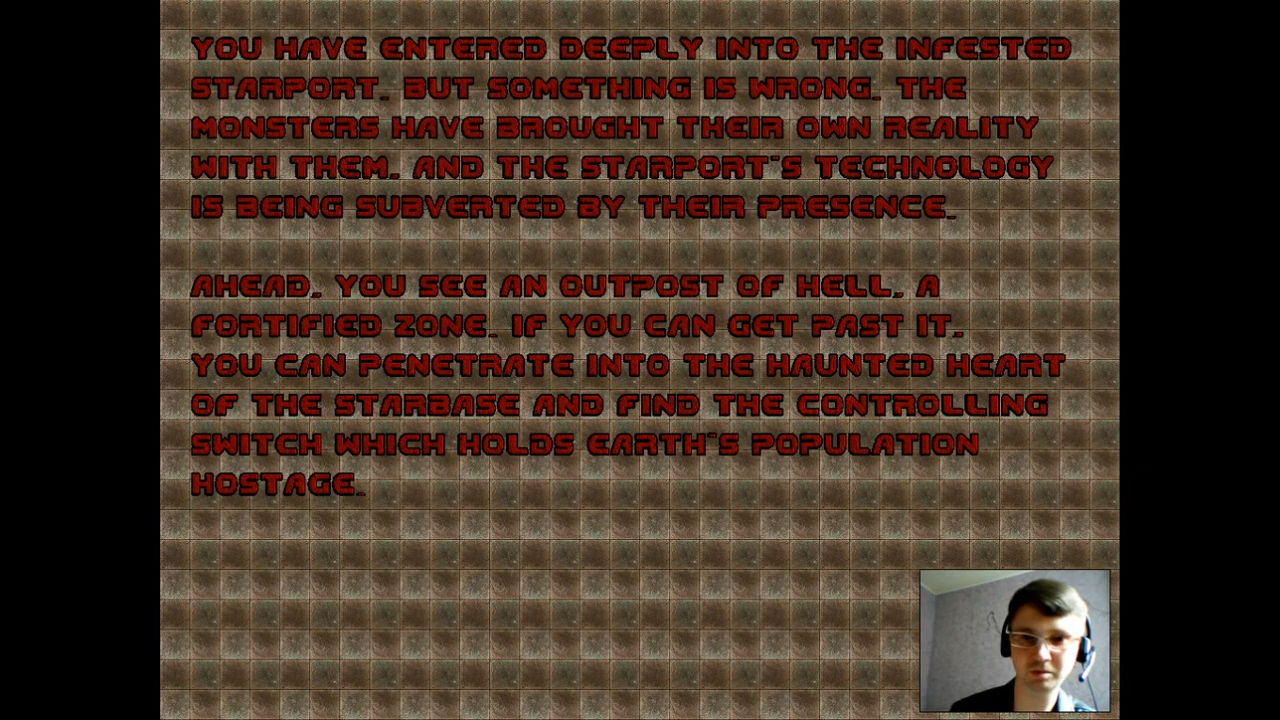 YOU HAVE ENTERED DEEPLY INTO THE INFESTED
STARPORT. BUT SOMETHING IS WRONG. THE
MONSTERS HAVE BROUGHT THEIR OWN REALITY
WITH THEM, AND THE STARPORT'S TECHNOLOGY
IS BEING SUBVERTED BY THEIR PRESENCE.
AHEAD, YOU SEE AN OUTPOST OF HELL, A
FORTIFIED ZONE. IF YOU CAN GET PAST IT,
YOU CAN PENETRATE INTO THE HAUNTED HEART
OF THE STARBASE AND FIND THE CONTROLLING
SWITCH WHICH HOLDS EARTH'S POPULATION
HOSTAGE.